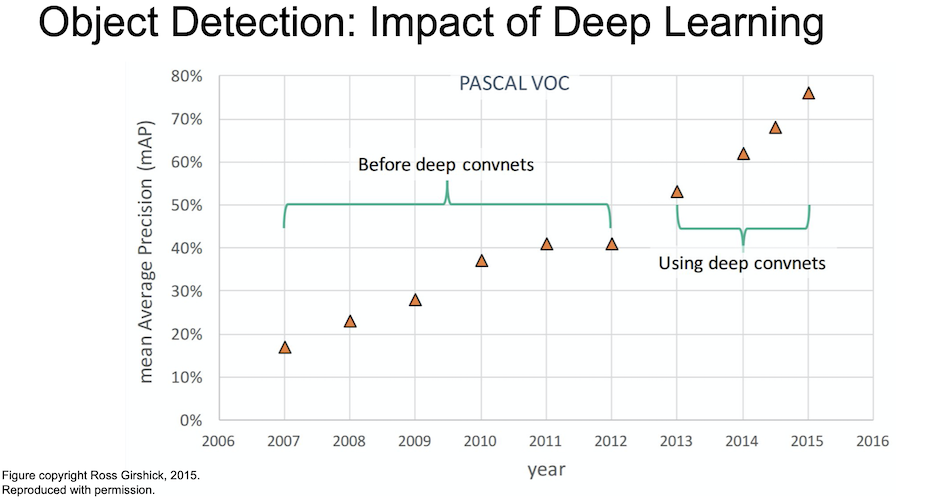 Object Detection: Impact of Deep Learning
PASCAL VOC
80%
70%
60%
50%
40%
30%
20%
10%
0%
mean Average Precision (mAP)
Before deep convnets
Using deep convnets
2006 2007 2008 2009 2010 2011 2012 2013 2014 2015 2016
year
Figure copyright Ross Girshick, 2015.
Reproduced with permission.